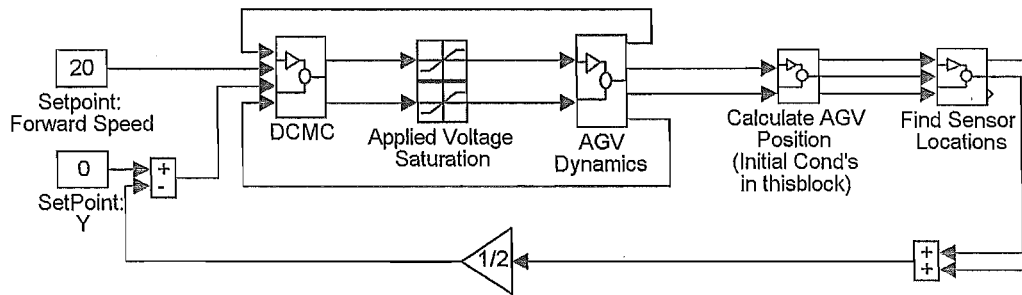 20
Setpoint:
Forward Speed
DCMC
Applied Voltage
Saturation
AGV
Dynamics
Calculate AGV
Position
(Initial Cond's
in thisblock)
Find Sensor
Locations
0
+
-
SetPoint:
Y
1/2
+
+